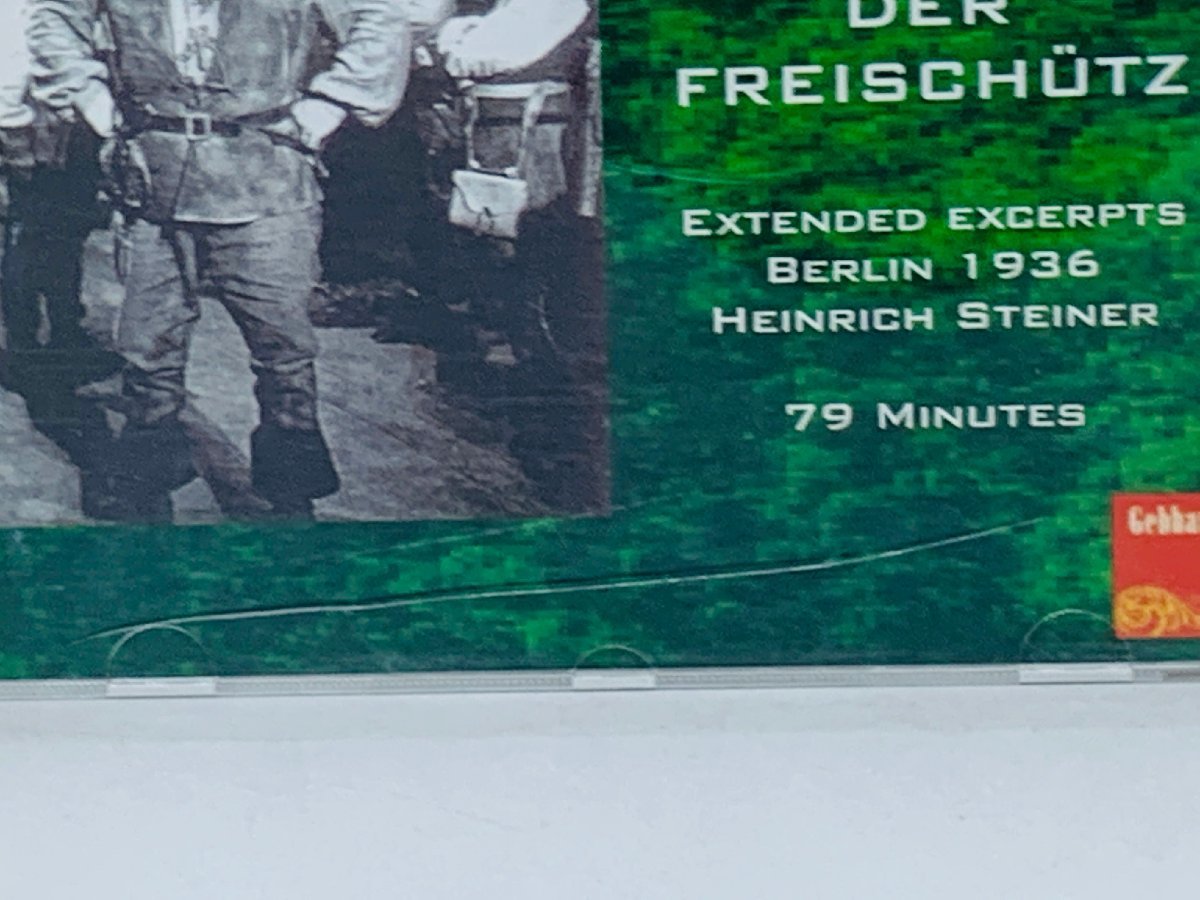 DER
FREISCHÜTZ
EXTENDED EXCERPTS
BERLIN 1936
HEINRICH STEINER
79 MINUTES